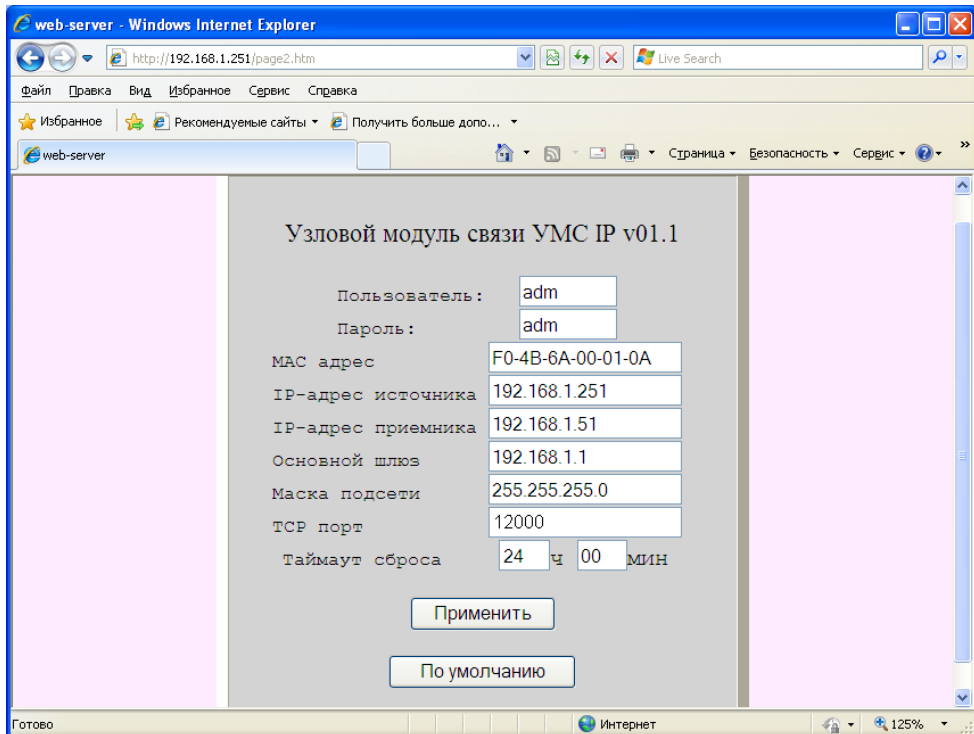 web-server - Windows Internet Explorer
http://192.168.1.251/page2.htm Live Search
Файл Правка Вид Избранное Сервис Справка
Избранное Рекомендуемые сайты Получить больше допо...
web-server Страница Безопасность Сервис »
Узловой модуль связи УМС IP v01.1
Пользователь: adm
Пароль: adm
MAC адрес F0-4B-6A-00-01-0A
IP-адрес источника 192.168.1.251
IP-адрес приемника 192.168.1.51
Основной шлюз 192.168.1.1
Маска подсети 255.255.255.0
TCP порт 12000
Таймаут сброса 24 ч 00 мин
Применить
По умолчанию
Готово Интернет 125%